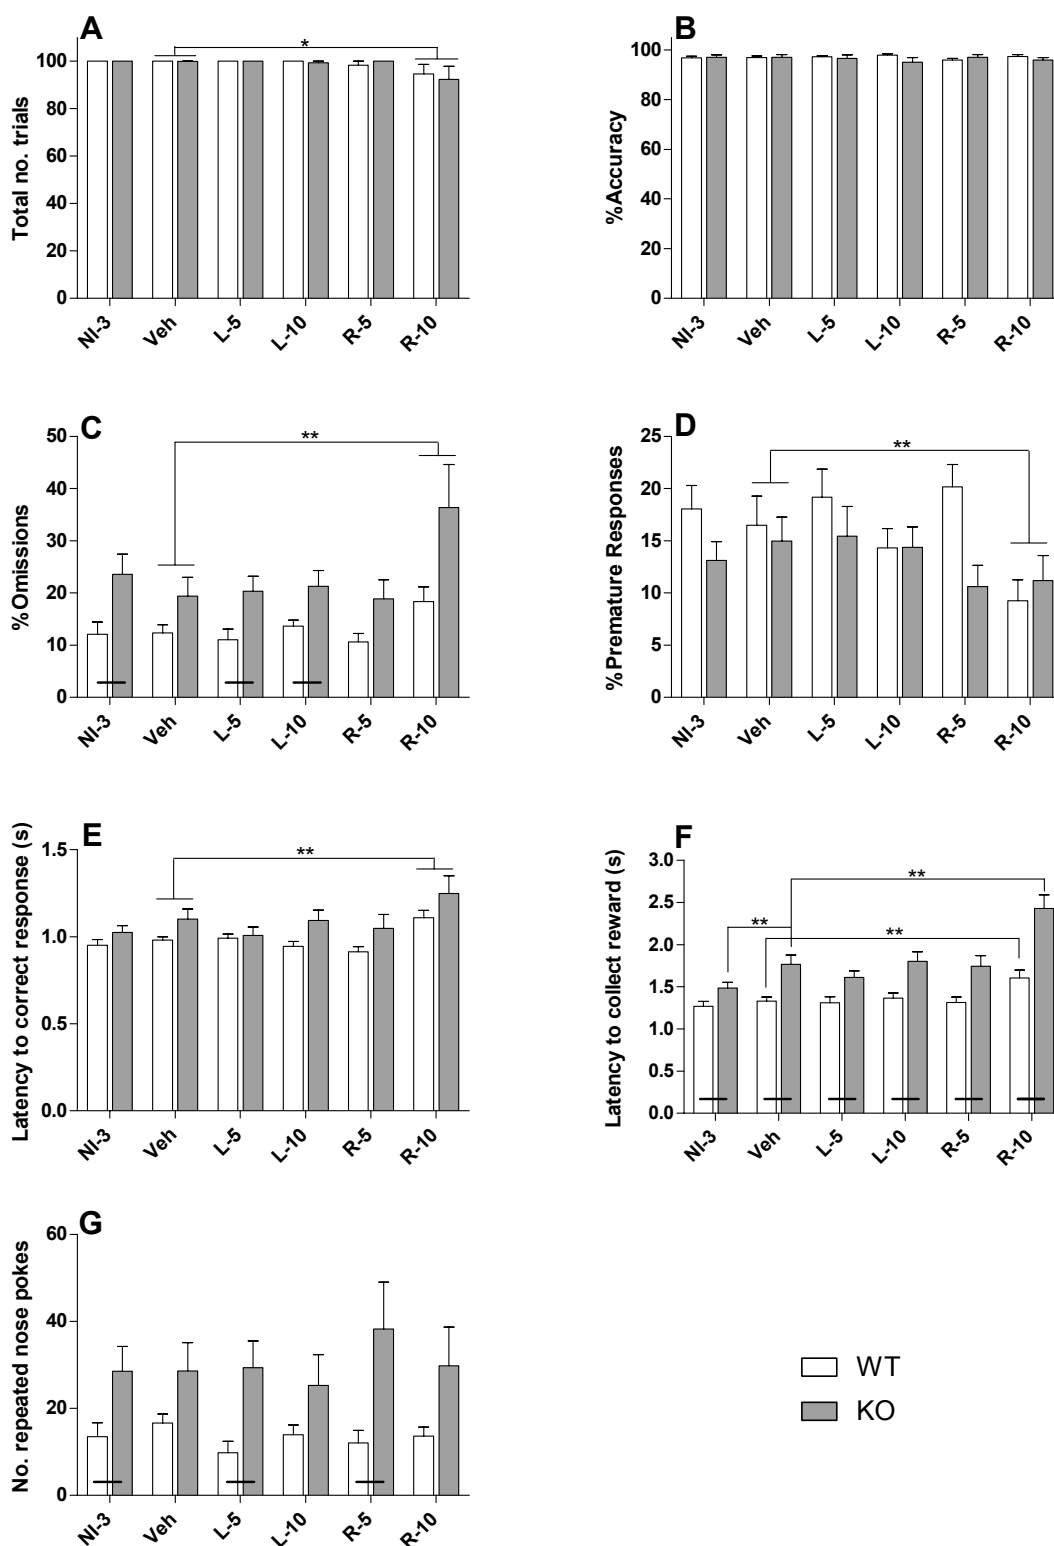 A
*
Total no. trials
100
80
60
40
20
0
NI-3
Veh
L-5
L-10
R-5
R-10
B
%Accuracy
100
80
60
40
20
0
NI-3
Veh
L-5
L-10
R-5
R-10
C
**
%Omissions
50
40
30
20
10
0
NI-3
Veh
L-5
L-10
R-5
R-10
D
**
%Premature Responses
25
20
15
10
5
0
NI-3
Veh
L-5
L-10
R-5
R-10
E
**
Latency to correct response (s)
1.5
1.0
0.5
0.0
NI-3
Veh
L-5
L-10
R-5
R-10
F
**
**
**
Latency to collect reward (s)
3.0
2.5
2.0
1.5
1.0
0.5
0.0
NI-3
Veh
L-5
L-10
R-5
R-10
G
No. repeated nose pokes
60
40
20
0
NI-3
Veh
L-5
L-10
R-5
R-10
WT
KO